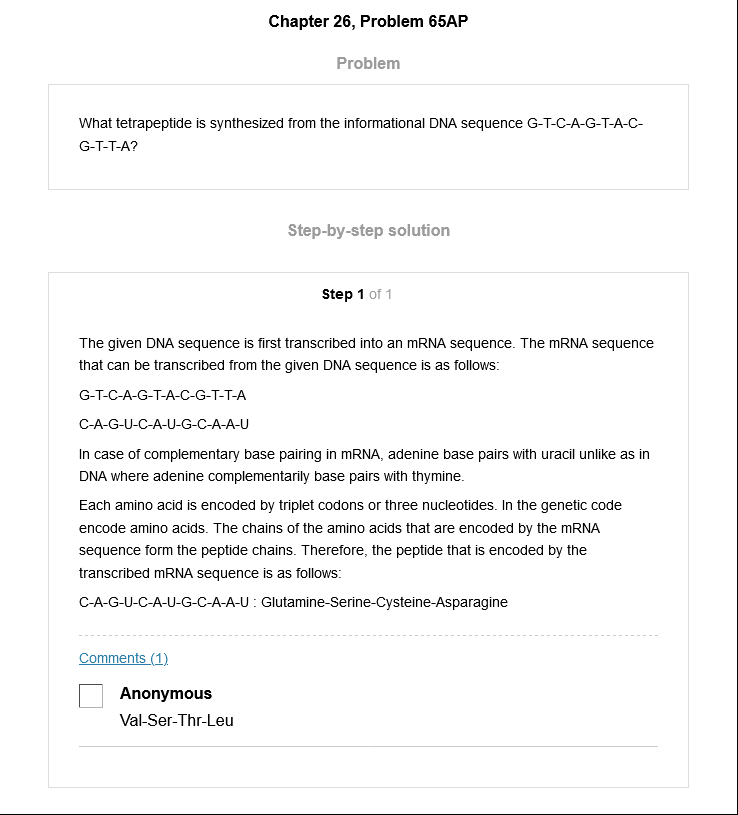 Chapter 26, Problem 65AP
Problem
What tetrapeptide is synthesized from the informational DNA sequence G-T-C-A-G-T-A-C-
G-T-T-A?
Step-by-step solution
Step 1 of 1
The given DNA sequence is first transcribed into an mRNA sequence. The mRNA sequence
that can be transcribed from the given DNA sequence is as follows:
G-T-C-A-G-T-A-C-G-T-T-A
C-A-G-U-C-A-U-G-C-A-A-U
In case of complementary base pairing in mRNA, adenine base pairs with uracil unlike as in
DNA where adenine complementarily base pairs with thymine.
Each amino acid is encoded by triplet codons or three nucleotides. In the genetic code
encode amino acids. The chains of the amino acids that are encoded by the mRNA
sequence form the peptide chains. Therefore, the peptide that is encoded by the
transcribed mRNA sequence is as follows:
C-A-G-U-C-A-U-G-C-A-A-U : Glutamine-Serine-Cysteine-Asparagine
Comments (1)
Anonymous
Val-Ser-Thr-Leu